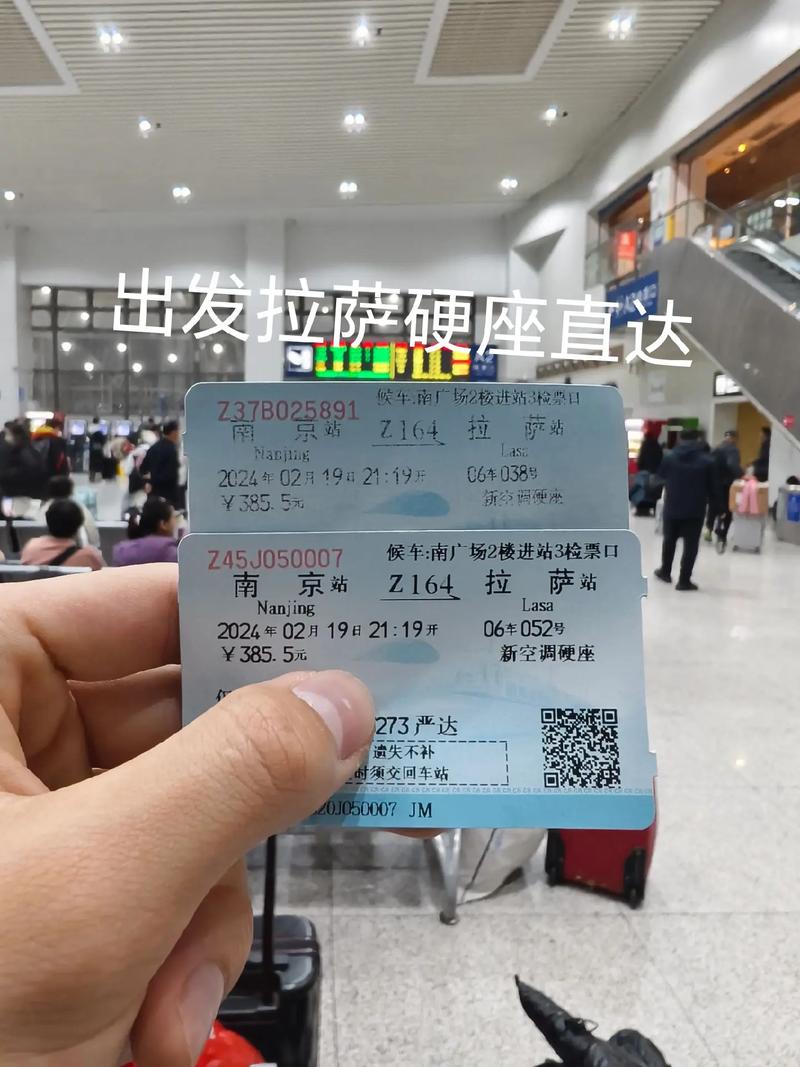 出发拉萨硬座直达
Z37B025891 候车:南广场2楼进站3检票口
南京站 Z164 拉萨站
Nanjing Lasa
2024年02月19日21:19开 06车038号
￥385.5元 新空调硬座
Z45J050007 候车:南广场2楼进站3检票口
南京站 Z164 拉萨站
Nanjing Lasa
2024年02月19日21:19开 06车052号
￥385.5元 新空调硬座
273 严达
遗失不补
时须交回车站
20J050007 JM